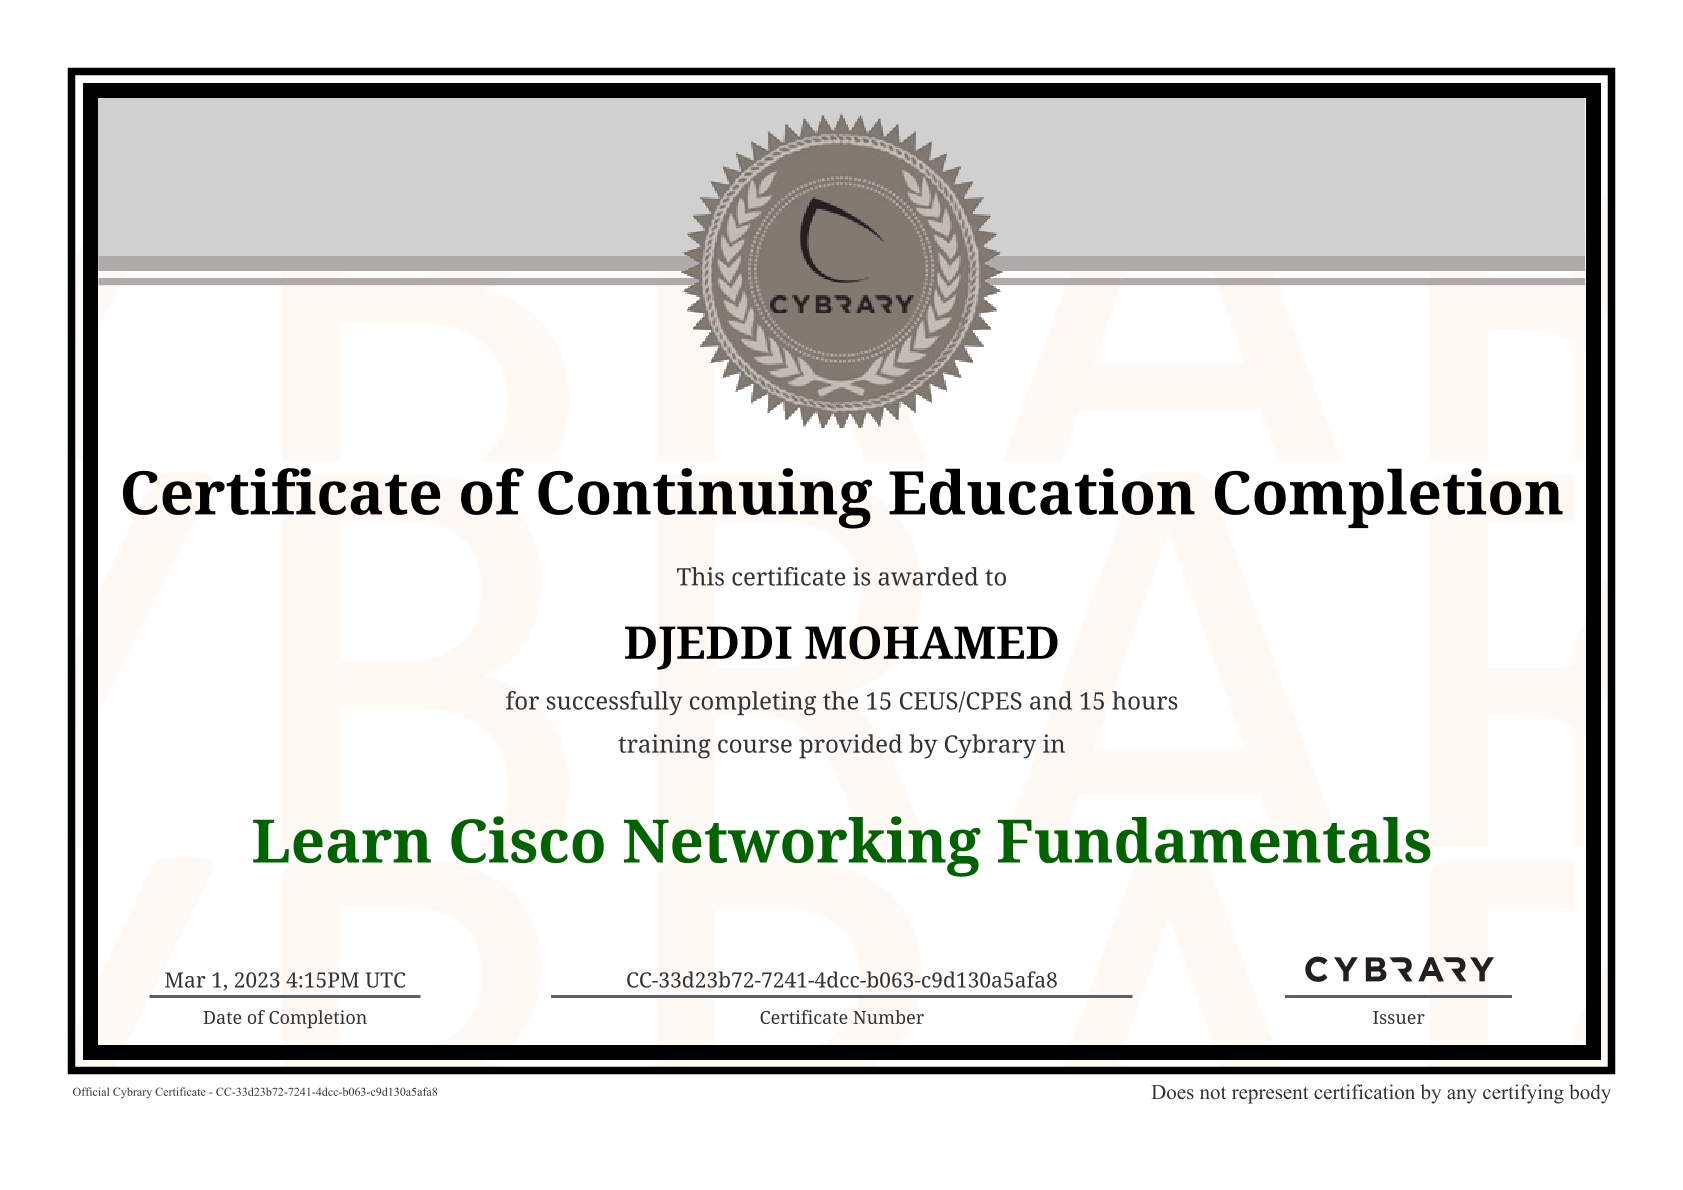 CYBRARY
Certificate of Continuing Education Completion
This certificate is awarded to
DJEDDI MOHAMED
for successfully completing the 15 CEUS/CPES and 15 hours
training course provided by Cybrary in
Learn Cisco Networking Fundamentals
Mar 1, 2023 4:15PM UTC
Date of Completion
CC-33d23b72-7241-4dcc-b063-c9d130a5afa8
Certificate Number
CYBRARY
Issuer
Official Cybrary Certificate - CC-33d23b72-7241-4dcc-b063-c9d130a5afa8
Does not represent certification by any certifying body